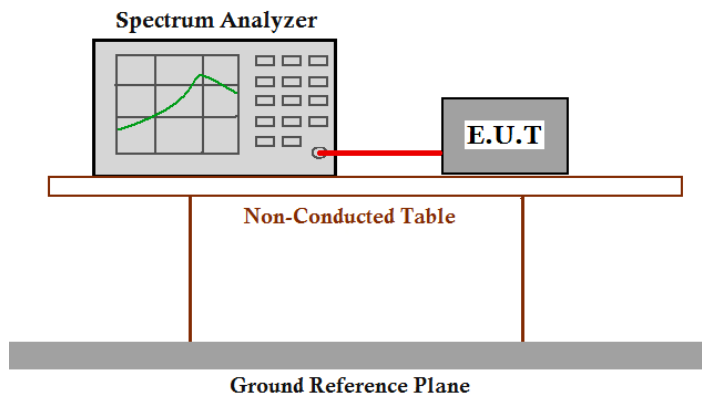 Spectrum Analyzer
E.U.T
Non-Conducted Table
Ground Reference Plane